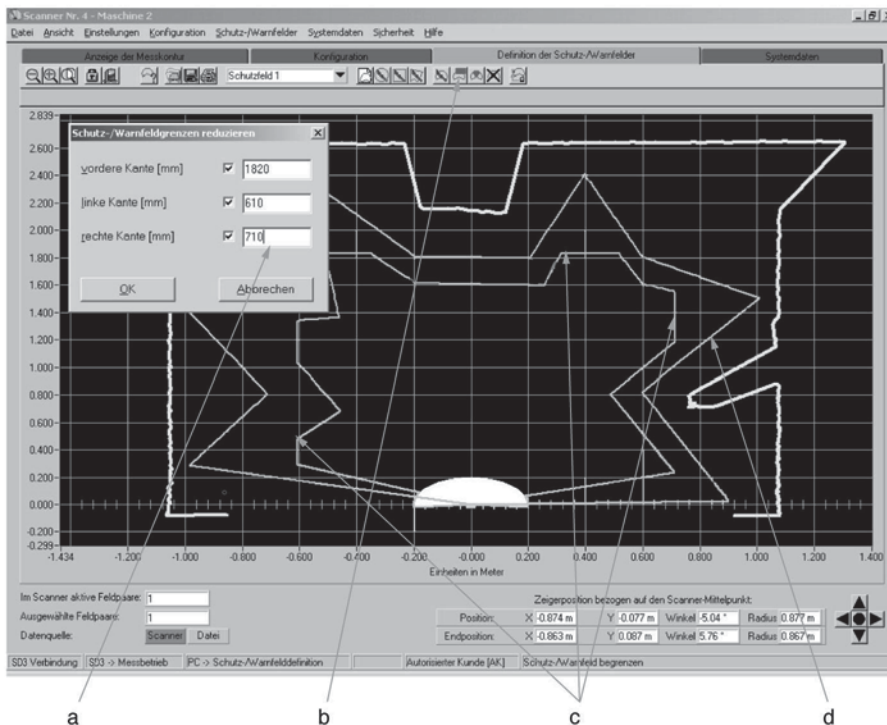 Scanner Nr. 4 - Maschine 2
Datei Ansicht Einstellungen Konfiguration Schutz-/Warnfelder Systemdaten Sicherheit Hilfe
Anzeige der Messkontur Konfiguration Definition der Schutz-/Warnfelder Systemdaten
Schutzfeld 1
2.839
2.600
2.400
2.200
2.000
1.800
1.600
1.400
1.200
1.000
0.800
0.600
0.400
0.200
0.000
-0.200
-0.299
Schutz-/Warnfeldgrenzen reduzieren
vordere Kante [mm] 1820
linke Kante [mm] 610
rechte Kante [mm] 710
OK Abbrechen
-1.434 -1.000 -0.800 -0.600 -0.400 -0.200 -0.000 0.200 0.400 0.600 0.800 1.000 1.200 1.400
Einheiten in Meter
Im Scanner aktive Feldpaare: 1
Ausgewählte Feldpaare: 1
Datenquelle: Scanner Datei
Zeigerposition bezogen auf den Scanner-Mittelpunkt:
Position: X -0.874 m Y -0.077 m Winkel -5.04 ° Radius 0.877 m
Endposition: X -0.863 m Y 0.087 m Winkel 5.76 ° Radius 0.867 m
SD3 Verbindung SD3 -> Messbetrieb PC -> Schutz-/Warnfelddefinition Autorisierter Kunde [AK] Schutz-/Warnfeld begrenzen
a b c d